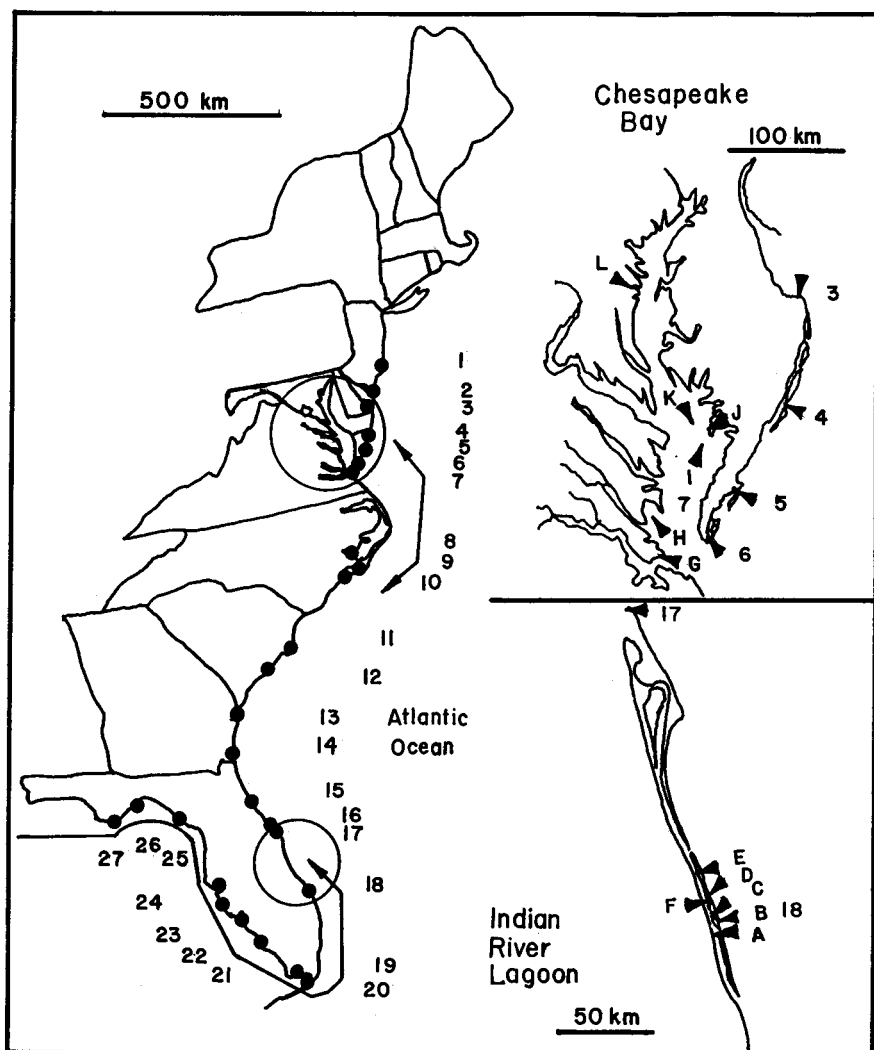 500 km
1
2
3
4
5
6
7
8
9
10
11
12
13
Atlantic
14
Ocean
15
16
17
18
19
20
27
26
25
24
23
22
21
Chesapeake
Bay
100 km
L
3
K
J
4
I
7
5
H
6
G
17
E
D
C
F
B
18
A
Indian
River
Lagoon
50 km